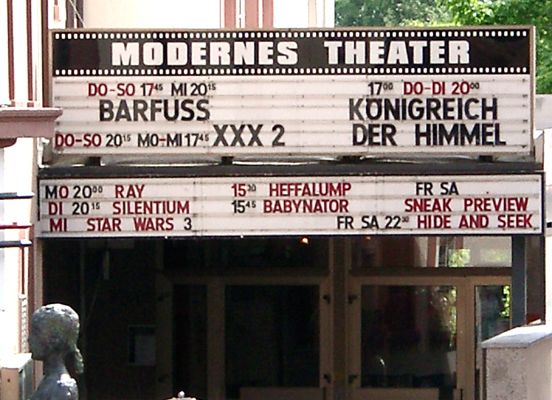 MODERNES THEATER
DO-SO 17⁴⁵ MI 20¹⁵
BARFUSS
DO-SO 20¹⁵ MO-MI 17⁴⁵ XXX 2
17⁰⁰ DO-DI 20⁰⁰
KÖNIGREICH
DER HIMMEL
MO 20⁰⁰ RAY
DI 20¹⁵ SILENTIUM
MI STAR WARS 3
15³⁰ HEFFALUMP
15⁴⁵ BABYNATOR
FR SA
SNEAK PREVIEW
FR SA 22³⁰ HIDE AND SEEK